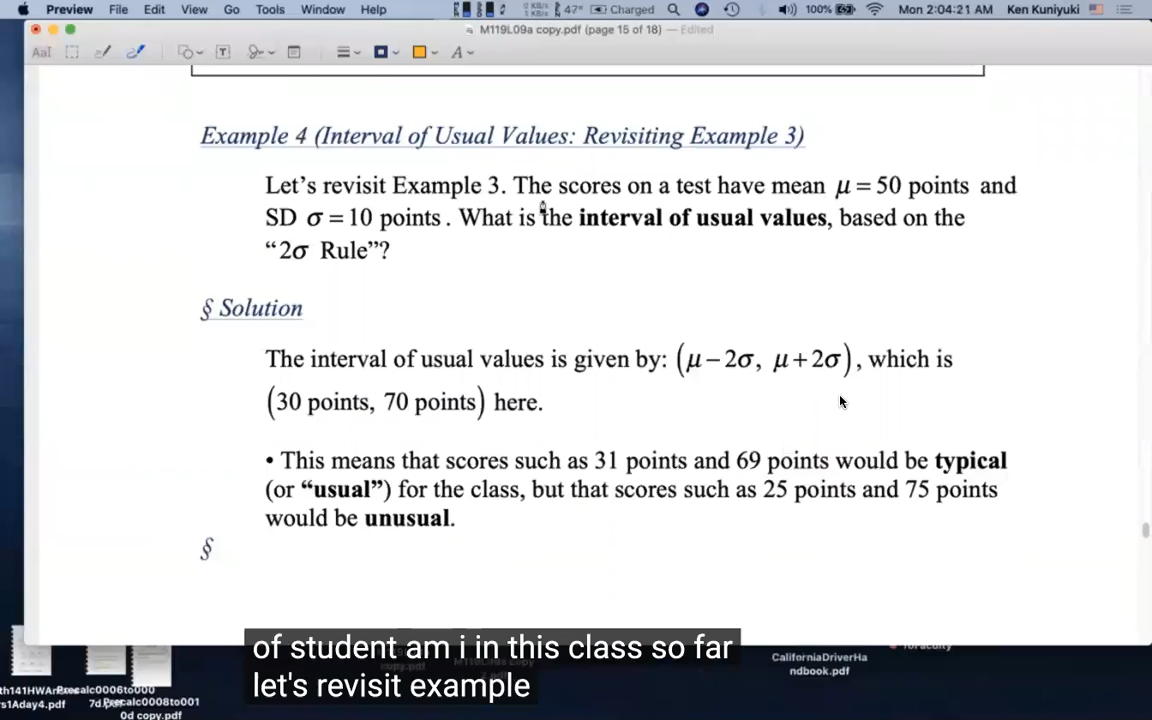 Preview File Edit View Go Tools Window Help 47° Charged 100% Mon 2:04:21 AM Ken Kuniyuki
M119L09a copy.pdf (page 15 of 18) — Edited
Example 4 (Interval of Usual Values: Revisiting Example 3)
Let's revisit Example 3. The scores on a test have mean μ = 50 points and
SD σ = 10 points. What is the interval of usual values, based on the
“2σ Rule”?
§ Solution
The interval of usual values is given by: (μ − 2σ, μ + 2σ), which is
(30 points, 70 points) here.
• This means that scores such as 31 points and 69 points would be typical
(or “usual”) for the class, but that scores such as 25 points and 75 points
would be unusual.
§
of student am i in this class so far
let's revisit example
CaliforniaDriverHa
ndbook.pdf
Precalc0008to001
0d copy.pdf